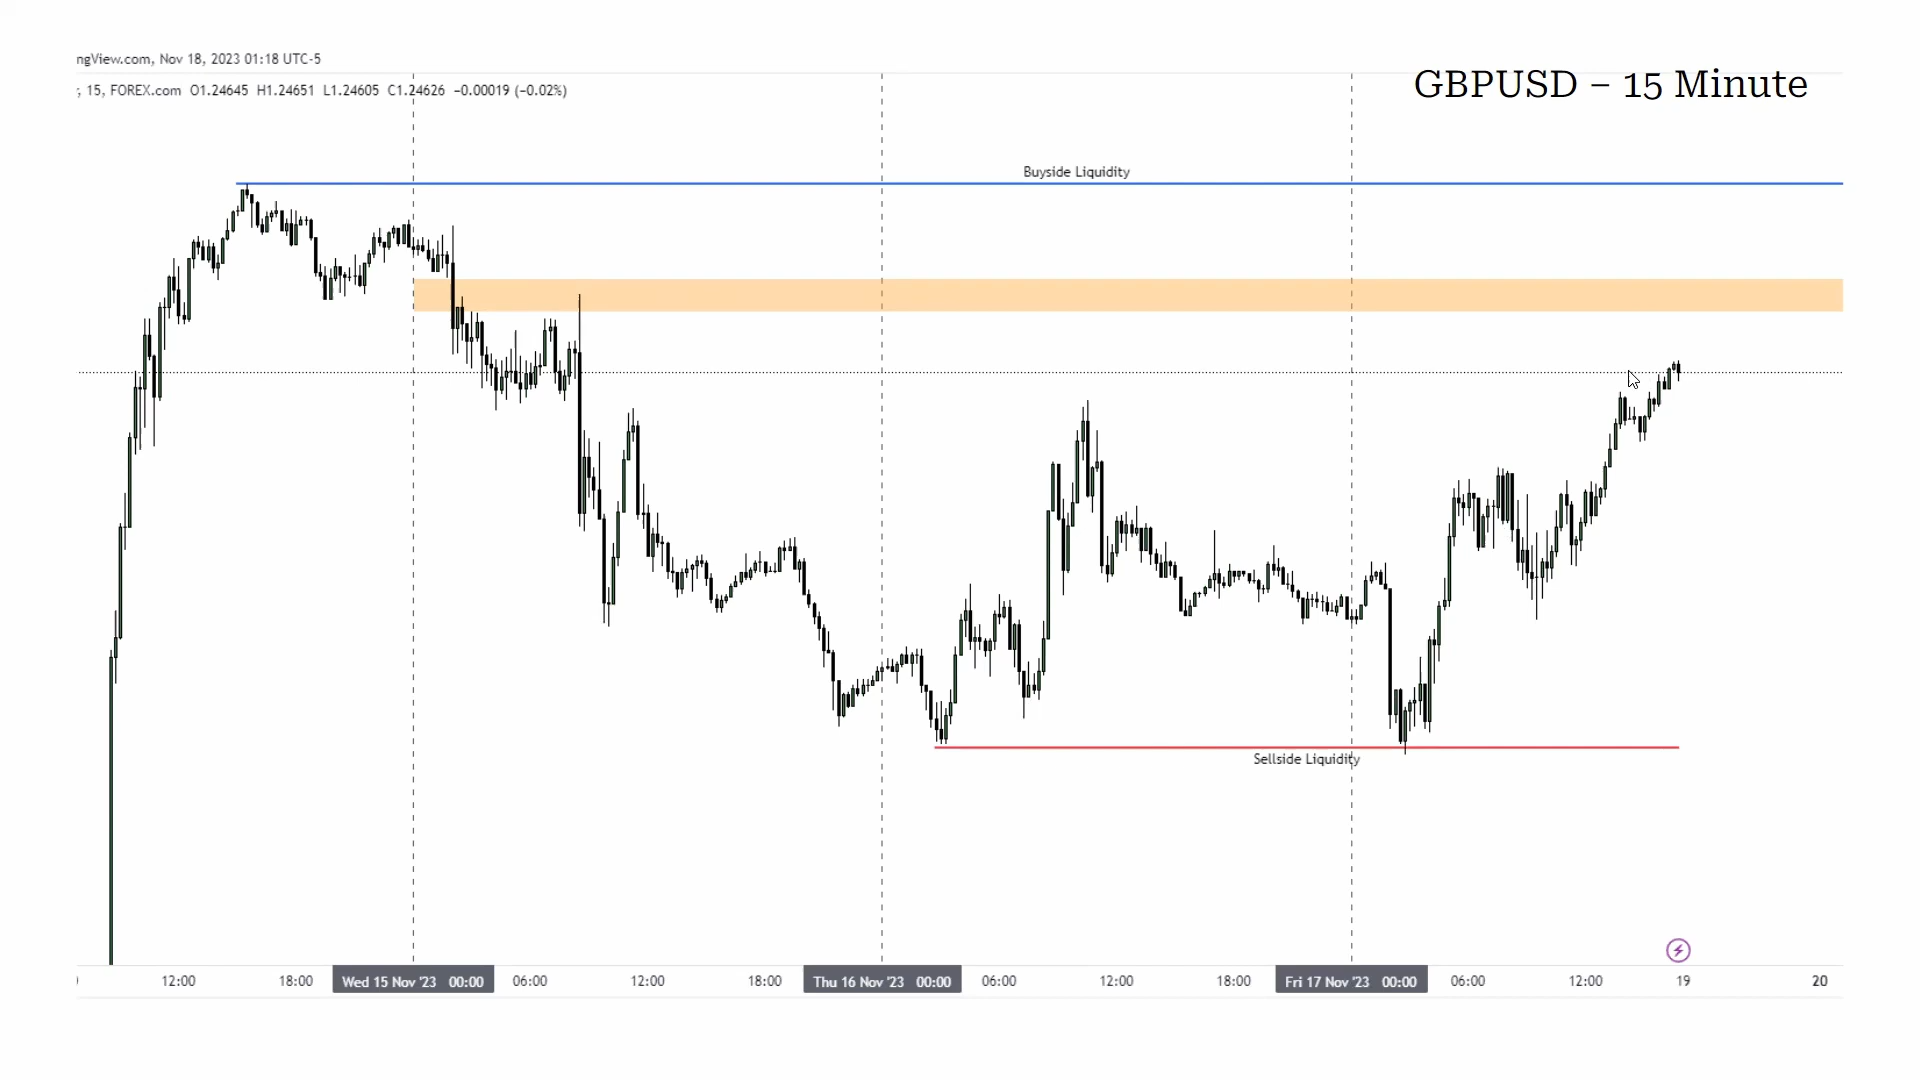 ngView.com, Nov 18, 2023 01:18 UTC-5
; 15, FOREX.com O1.24645 H1.24651 L1.24605 C1.24626 −0.00019 (−0.02%)
GBPUSD – 15 Minute
Buyside Liquidity
Sellside Liquidity
12:00 18:00 Wed 15 Nov '23 00:00 06:00 12:00 18:00 Thu 16 Nov '23 00:00 06:00 12:00 18:00 Fri 17 Nov '23 00:00 06:00 12:00 19 20